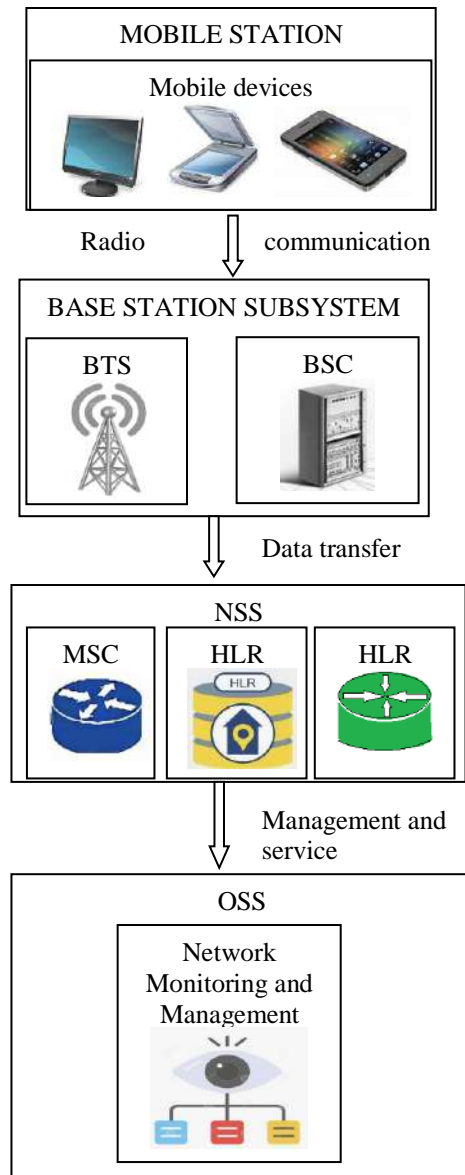 MOBILE STATION
Mobile devices
Radio communication
BASE STATION SUBSYSTEM
BTS BSC
Data transfer
NSS
MSC HLR HLR
HLR
Management and
service
OSS
Network
Monitoring and
Management